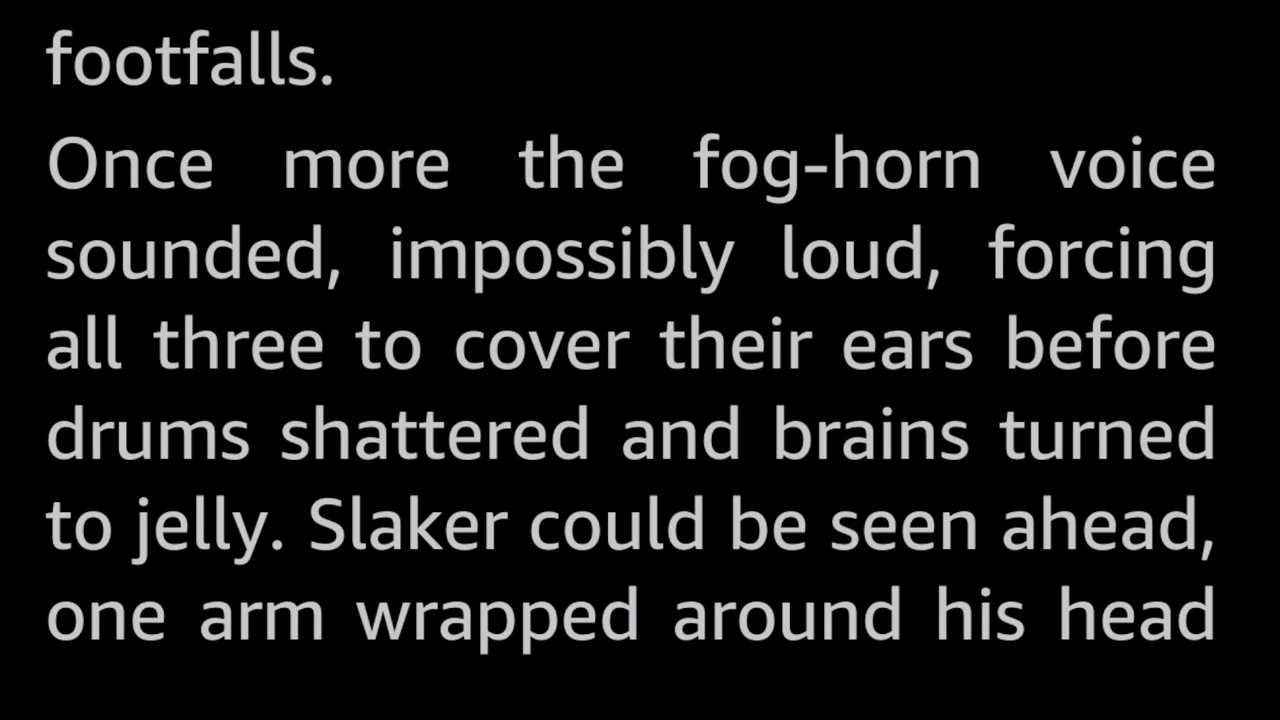 footfalls.
Once more the fog-horn voice
sounded, impossibly loud, forcing
all three to cover their ears before
drums shattered and brains turned
to jelly. Slaker could be seen ahead,
one arm wrapped around his head